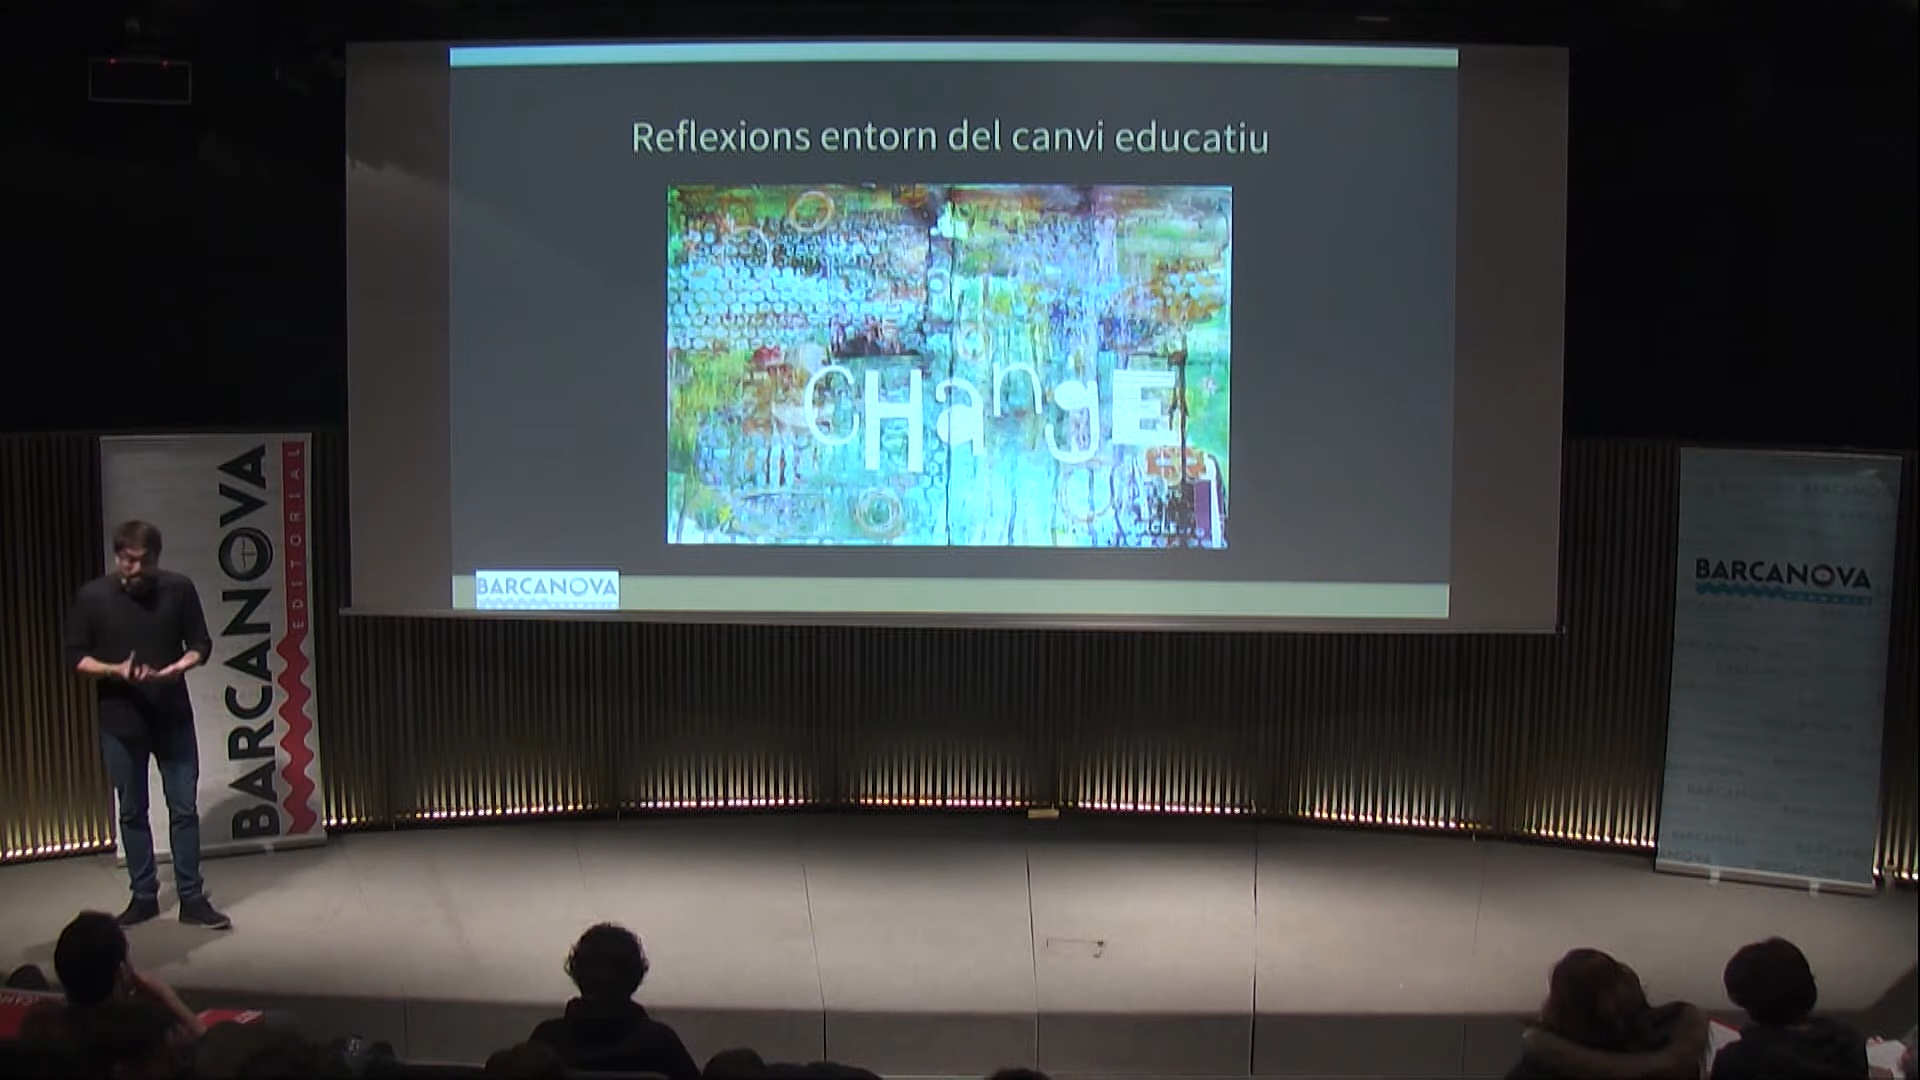 Reflexions entorn del canvi educatiu
CHangE
BARCANOVA
BARCANOVA
EDITORIAL
BARCANOVA